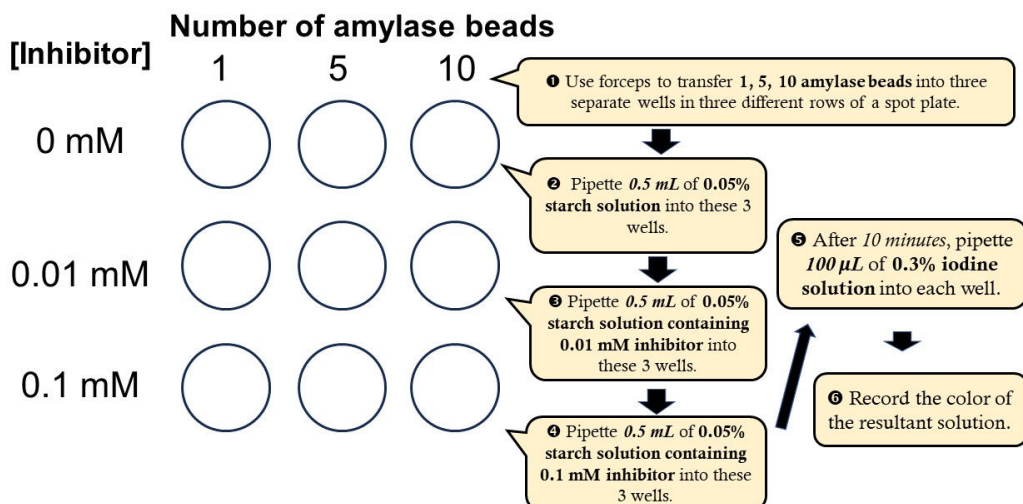 Number of amylase beads
[Inhibitor]
1 5 10
0 mM
0.01 mM
0.1 mM
❶ Use forceps to transfer 1, 5, 10 amylase beads into three
separate wells in three different rows of a spot plate.
❷ Pipette 0.5 mL of 0.05%
starch solution into these 3
wells.
❸ Pipette 0.5 mL of 0.05%
starch solution containing
0.01 mM inhibitor into
these 3 wells.
❹ Pipette 0.5 mL of 0.05%
starch solution containing
0.1 mM inhibitor into these
3 wells.
❺ After 10 minutes, pipette
100 μL of 0.3% iodine
solution into each well.
❻ Record the color of
the resultant solution.